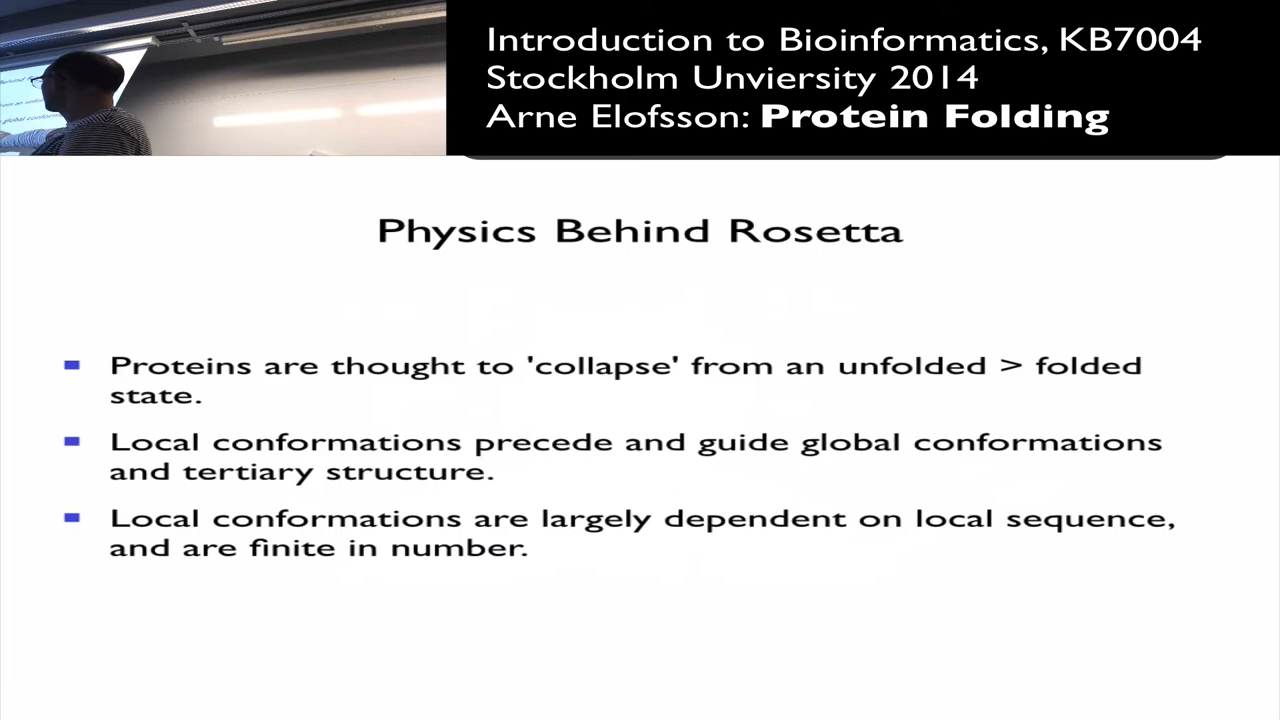 Introduction to Bioinformatics, KB7004
Stockholm Unviersity 2014
Arne Elofsson: Protein Folding
Physics Behind Rosetta
Proteins are thought to 'collapse' from an unfolded > folded
state.
Local conformations precede and guide global conformations
and tertiary structure.
Local conformations are largely dependent on local sequence,
and are finite in number.